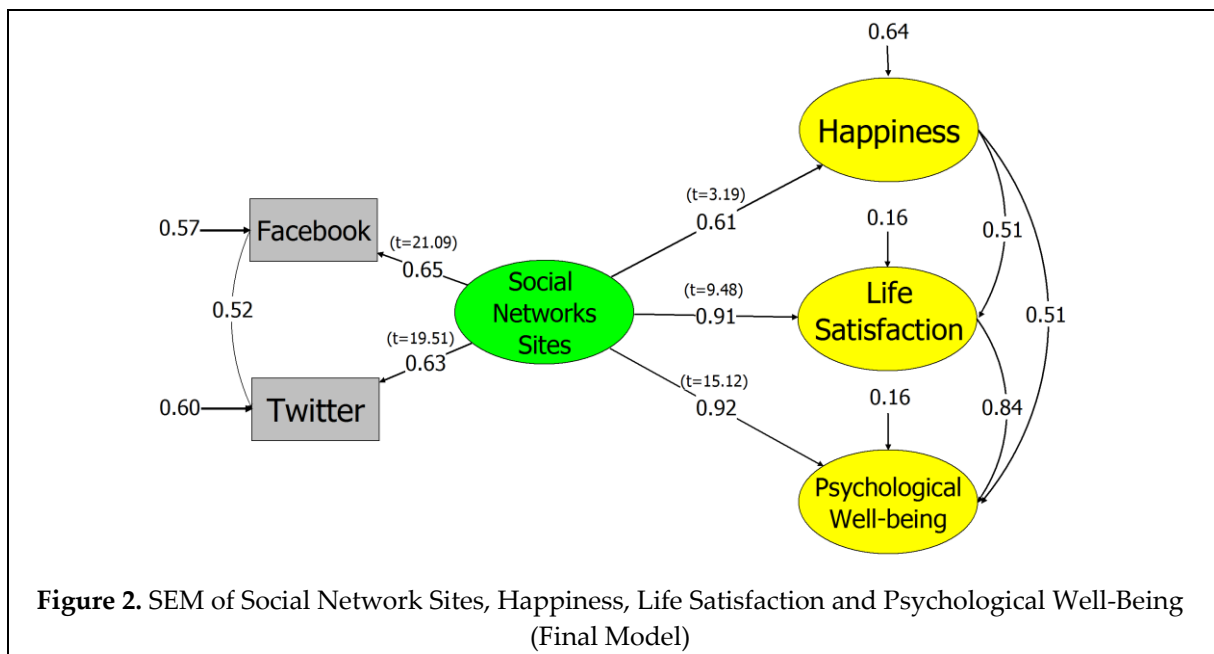 0.64
Happiness
(t=3.19)
0.61
0.57
Facebook
(t=21.09)
0.65
0.16
0.51
Social
Networks
Sites
(t=9.48)
0.91
Life
Satisfaction
0.52
0.51
(t=19.51)
0.63
(t=15.12)
0.92
0.16
0.84
0.60
Twitter
Psychological
Well-being
Figure 2. SEM of Social Network Sites, Happiness, Life Satisfaction and Psychological Well-Being
(Final Model)